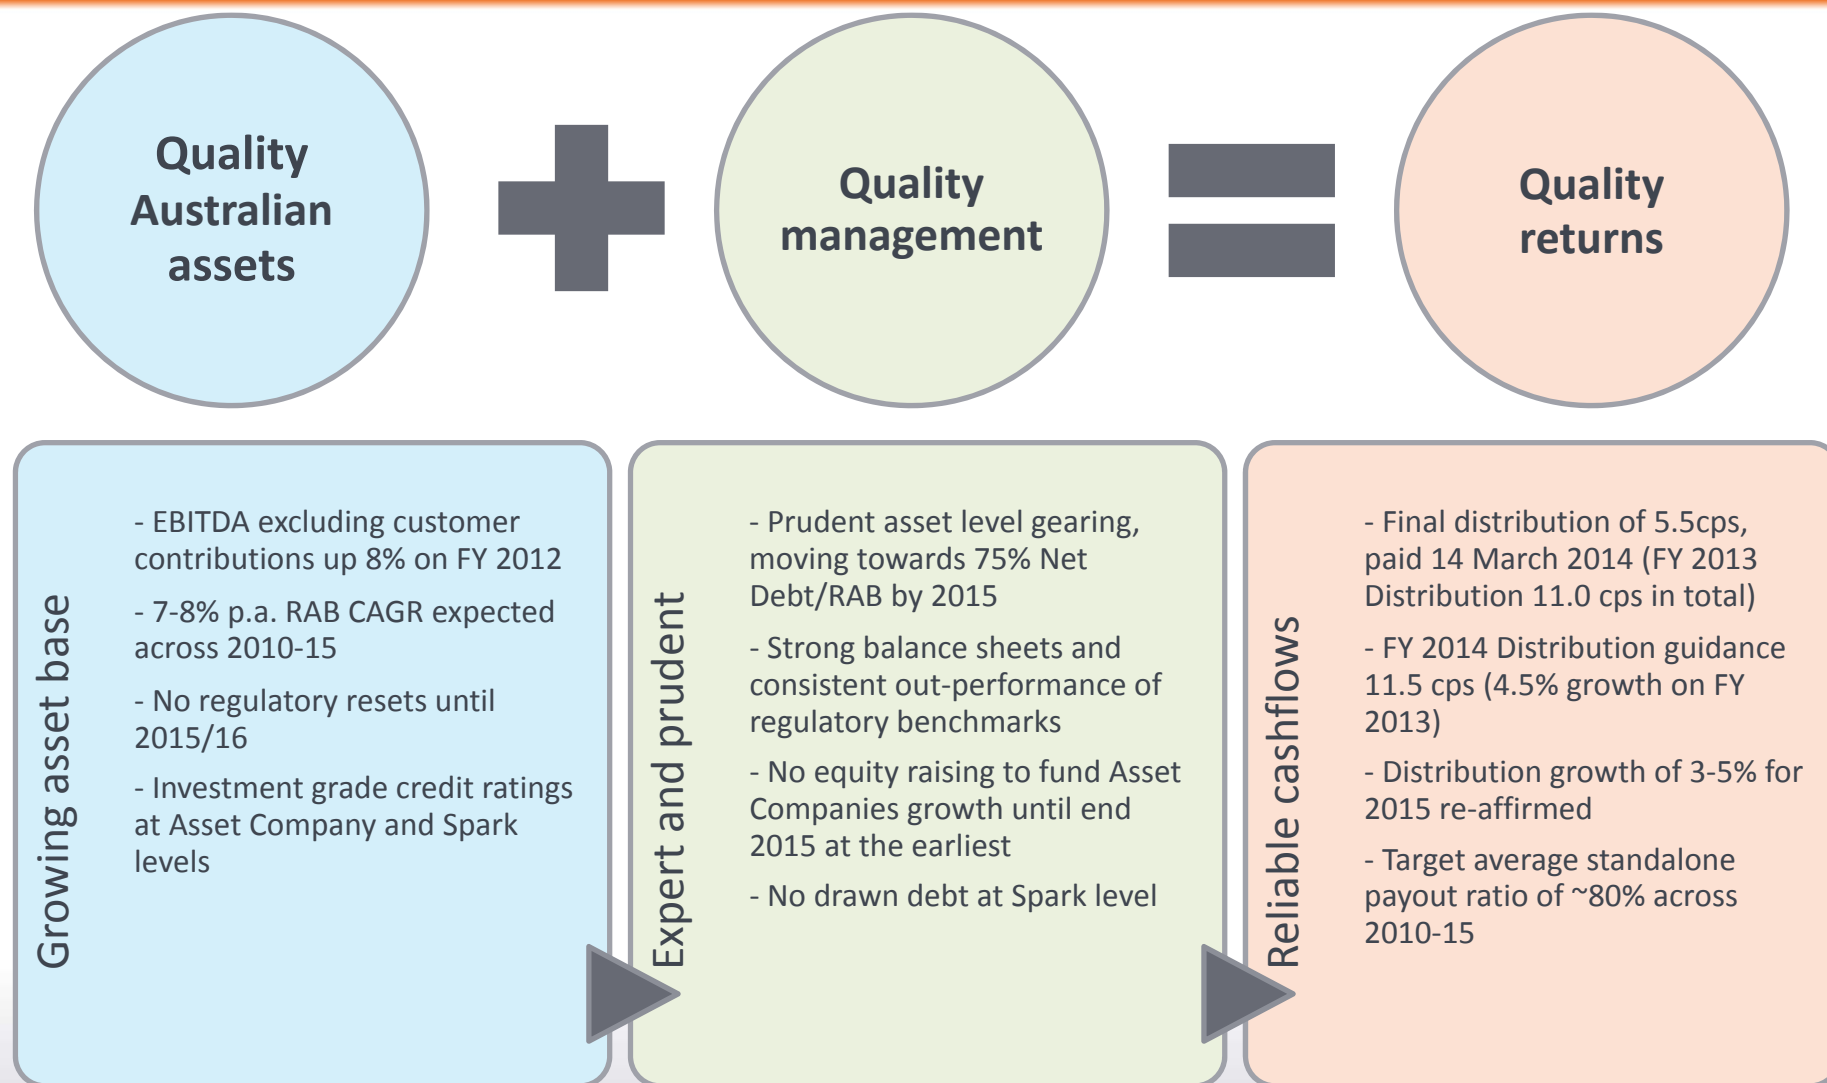 Quality
Australian
assets
Quality
management
Quality
returns
Growing asset base
- EBITDA excluding customer
contributions up 8% on FY 2012
- 7-8% p.a. RAB CAGR expected
across 2010-15
- No regulatory resets until
2015/16
- Investment grade credit ratings
at Asset Company and Spark
levels
Expert and prudent
- Prudent asset level gearing,
moving towards 75% Net
Debt/RAB by 2015
- Strong balance sheets and
consistent out-performance of
regulatory benchmarks
- No equity raising to fund Asset
Companies growth until end
2015 at the earliest
- No drawn debt at Spark level
Reliable cashflows
- Final distribution of 5.5cps,
paid 14 March 2014 (FY 2013
Distribution 11.0 cps in total)
- FY 2014 Distribution guidance
11.5 cps (4.5% growth on FY
2013)
- Distribution growth of 3-5% for
2015 re-affirmed
- Target average standalone
payout ratio of ~80% across
2010-15